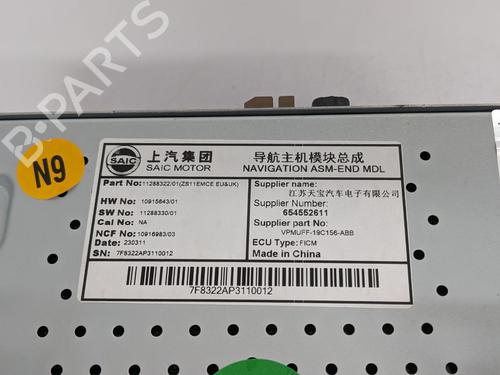 B-PARTS
N9
SAIC
上汽集团
SAIC MOTOR
导航主机模块总成
NAVIGATION ASM-END MDL
Part No: 11288322/01(ZS11EMCE EU&UK)
HW No: 10915643/01
SW No: 11288330/01
Cal No: NA
NCF No: 10916983/03
Date: 230311
SN: 7F8322AP3110012
Supplier name:
江苏天宝汽车电子有限公司
Supplier number:
654552611
VPMUFF-19C156-ABB
ECU Type: FICM
Made in China
7F8322AP3110012